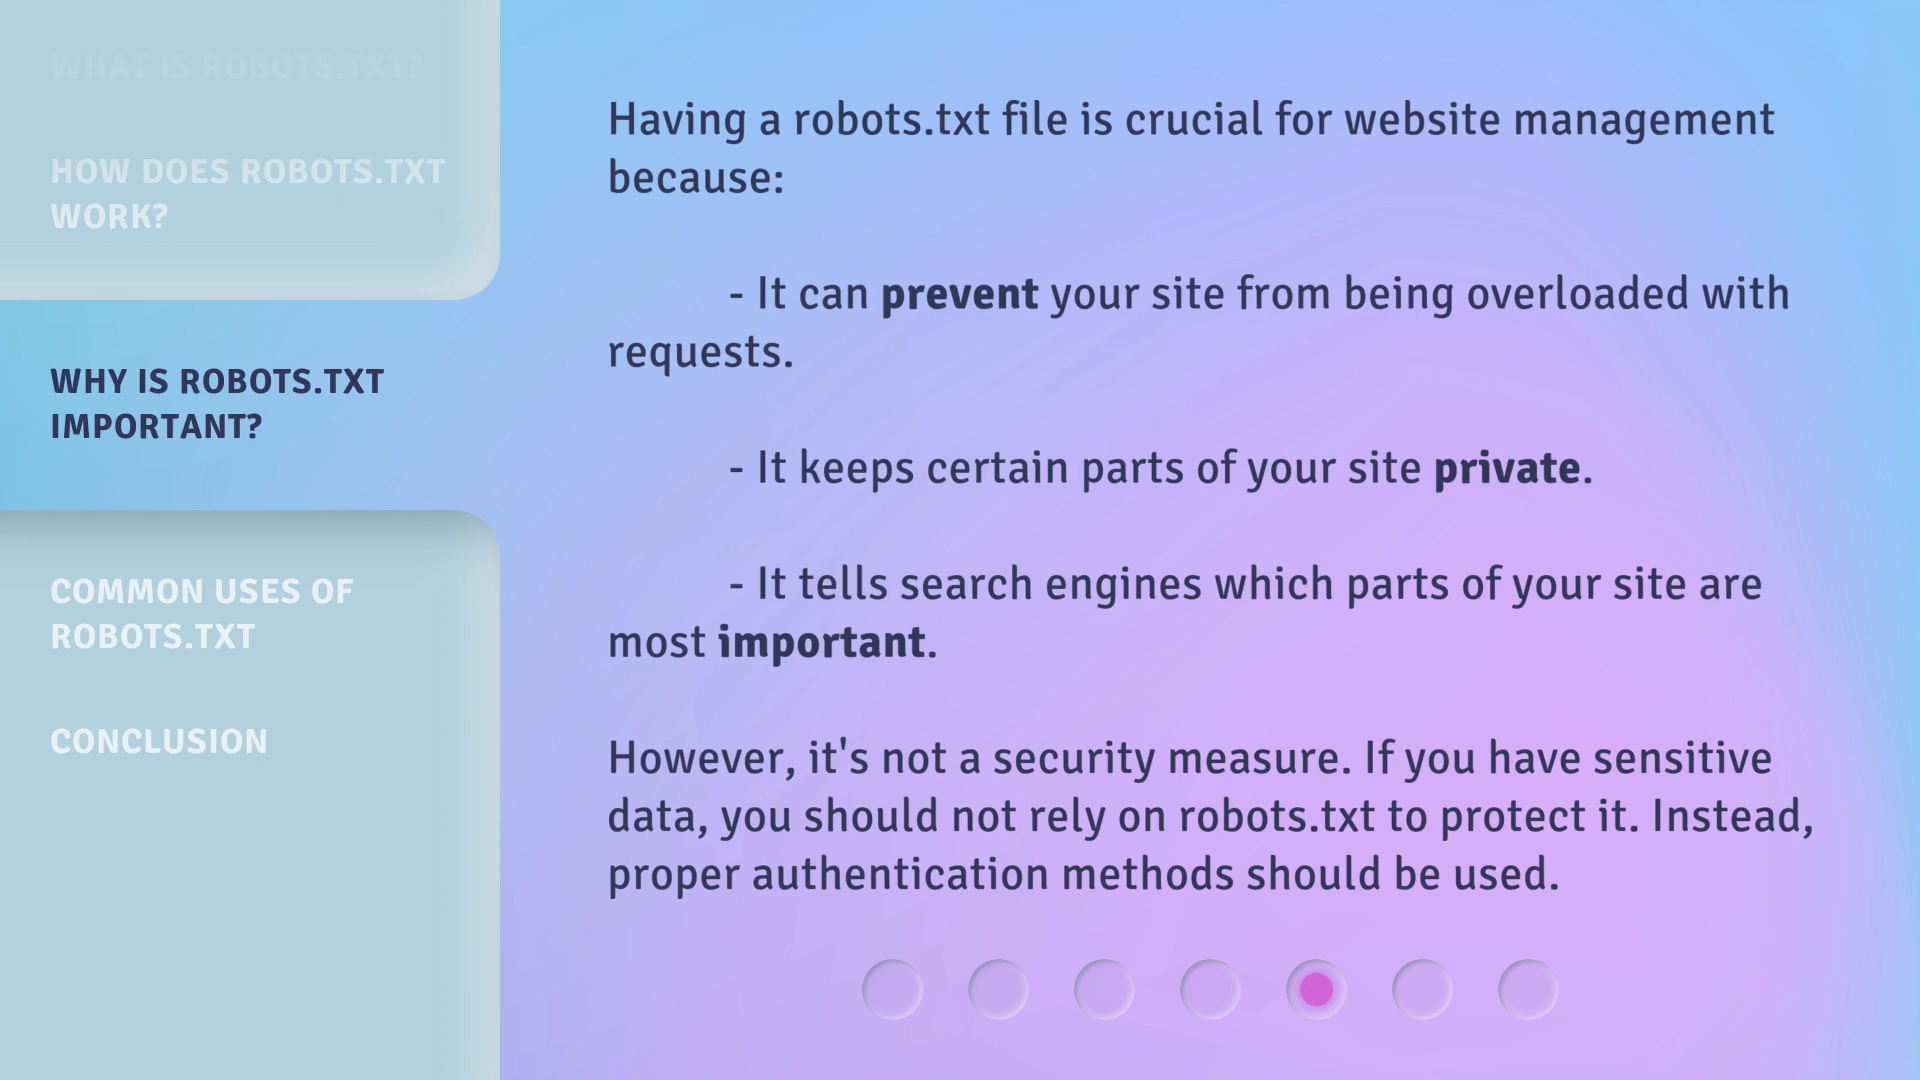 WHAT IS ROBOTS.TXT?
HOW DOES ROBOTS.TXT
WORK?
WHY IS ROBOTS.TXT
IMPORTANT?
COMMON USES OF
ROBOTS.TXT
CONCLUSION
Having a robots.txt file is crucial for website management
because:
- It can prevent your site from being overloaded with
requests.
- It keeps certain parts of your site private.
- It tells search engines which parts of your site are
most important.
However, it's not a security measure. If you have sensitive
data, you should not rely on robots.txt to protect it. Instead,
proper authentication methods should be used.